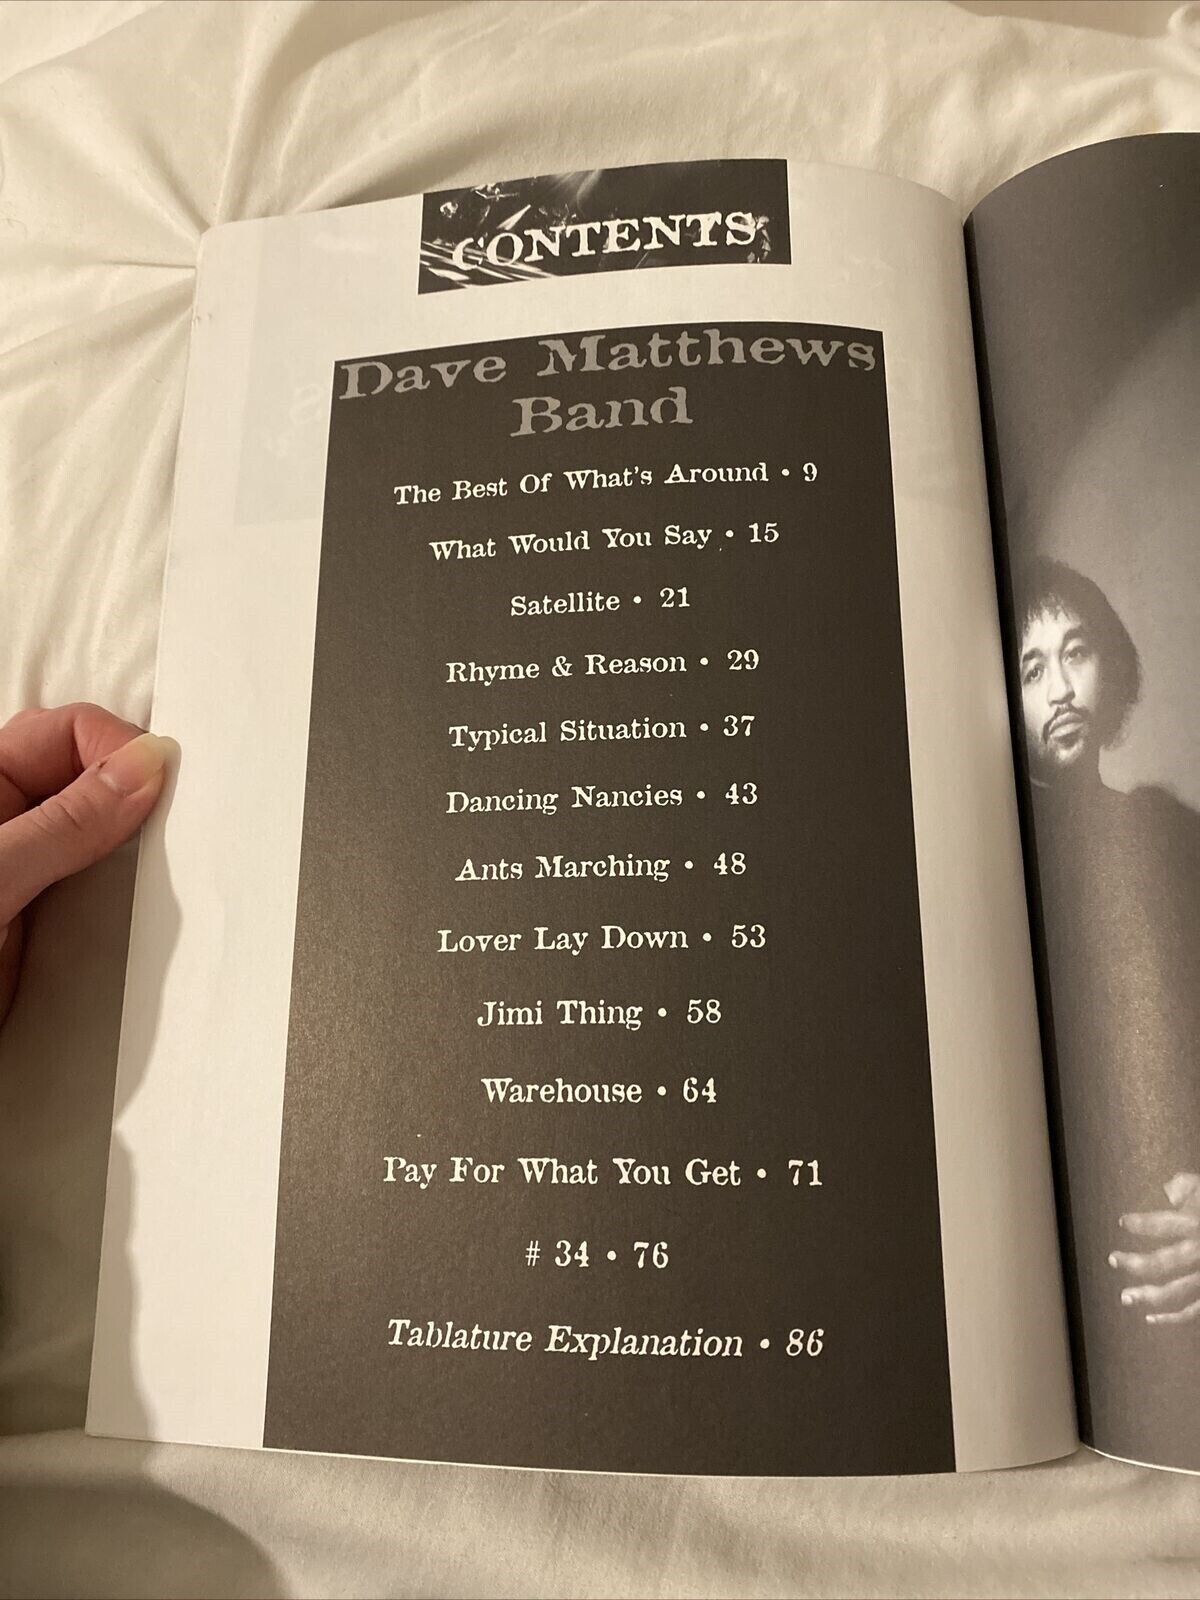 CONTENTS
Dave Matthews
Band
The Best Of What's Around • 9
What Would You Say • 15
Satellite • 21
Rhyme & Reason • 29
Typical Situation • 37
Dancing Nancies • 43
Ants Marching • 48
Lover Lay Down • 53
Jimi Thing • 58
Warehouse • 64
Pay For What You Get • 71
# 34 • 76
Tablature Explanation • 86